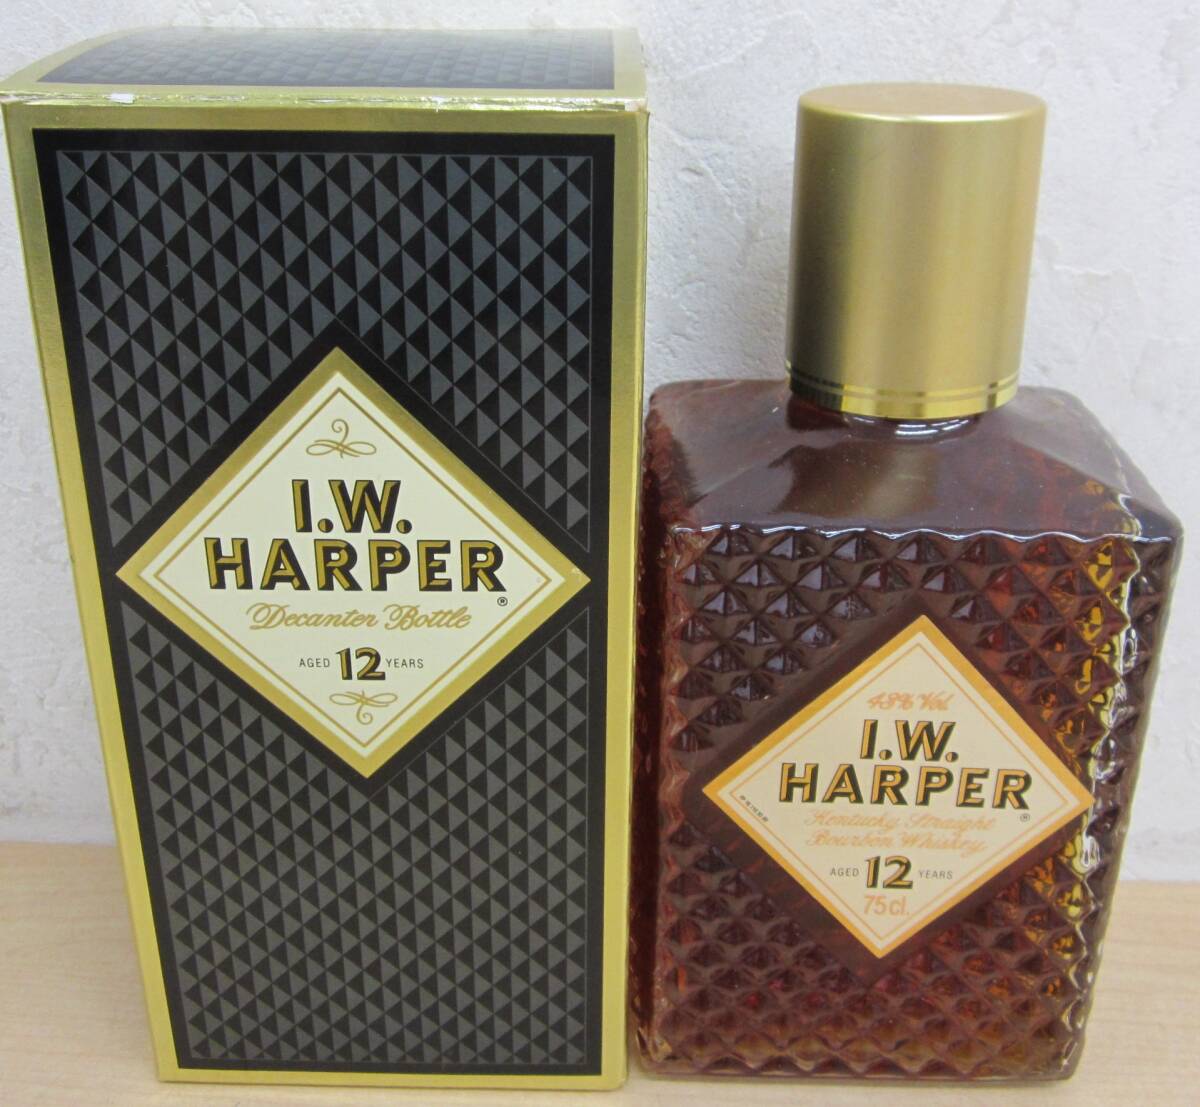 I.W.
HARPER®
Decanter Bottle
AGED 12 YEARS
43% Vol.
I.W.
HARPER®
Kentucky Straight
Bourbon Whiskey
AGED 12 YEARS
75cl.